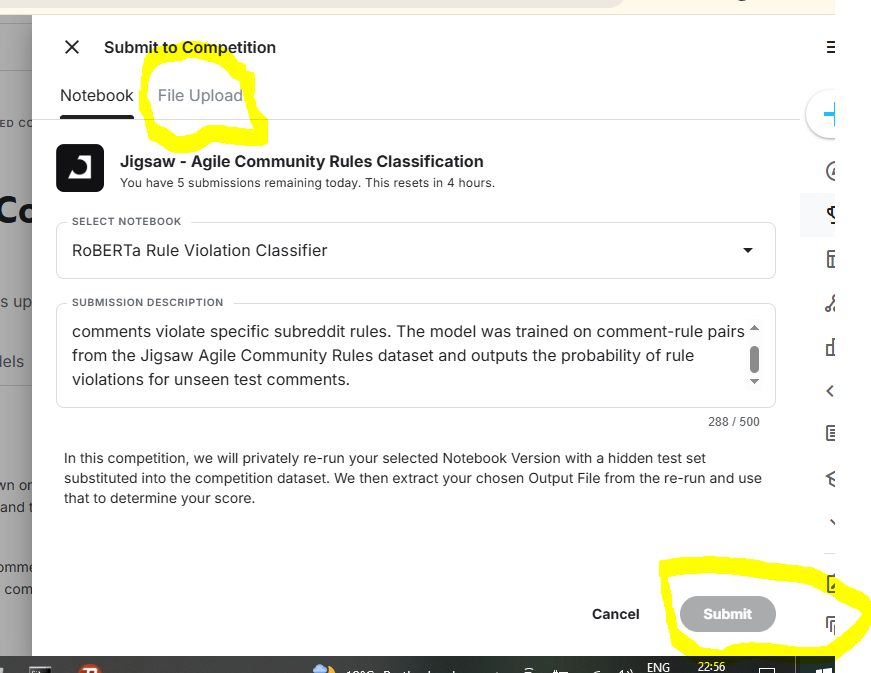 Submit to Competition
Notebook File Upload
ED CO
Jigsaw - Agile Community Rules Classification
You have 5 submissions remaining today. This resets in 4 hours.
Co
SELECT NOTEBOOK
RoBERTa Rule Violation Classifier
s up
SUBMISSION DESCRIPTION
comments violate specific subreddit rules. The model was trained on comment-rule pairs
from the Jigsaw Agile Community Rules dataset and outputs the probability of rule
violations for unseen test comments.
dels
288 / 500
In this competition, we will privately re-run your selected Notebook Version with a hidden test set
substituted into the competition dataset. We then extract your chosen Output File from the re-run and use
that to determine your score.
wn or
and t
omme
com
Cancel Submit
ENG 22:56